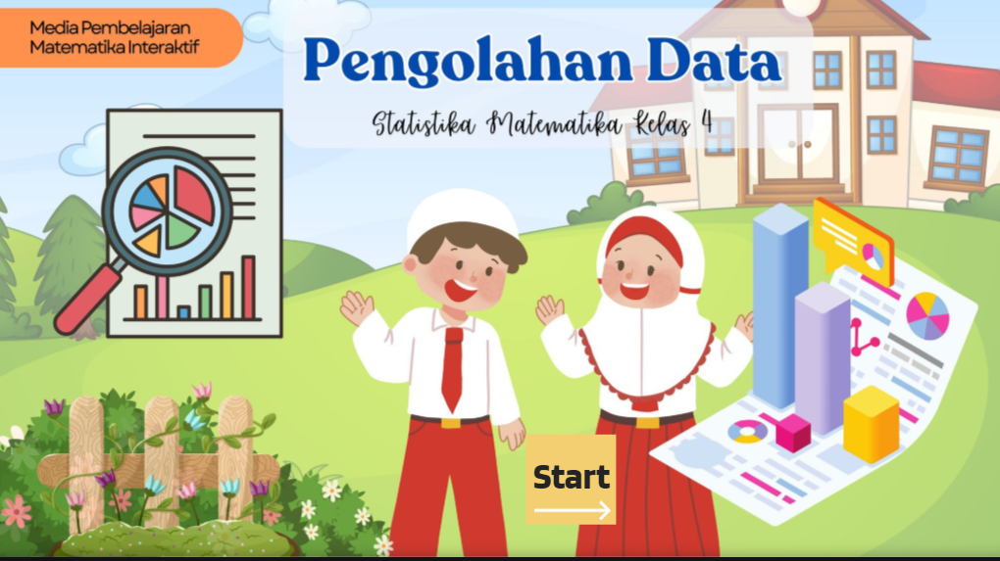 Media Pembelajaran
Matematika Interaktif
Pengolahan Data
Statistika Matematika Kelas 4
Start